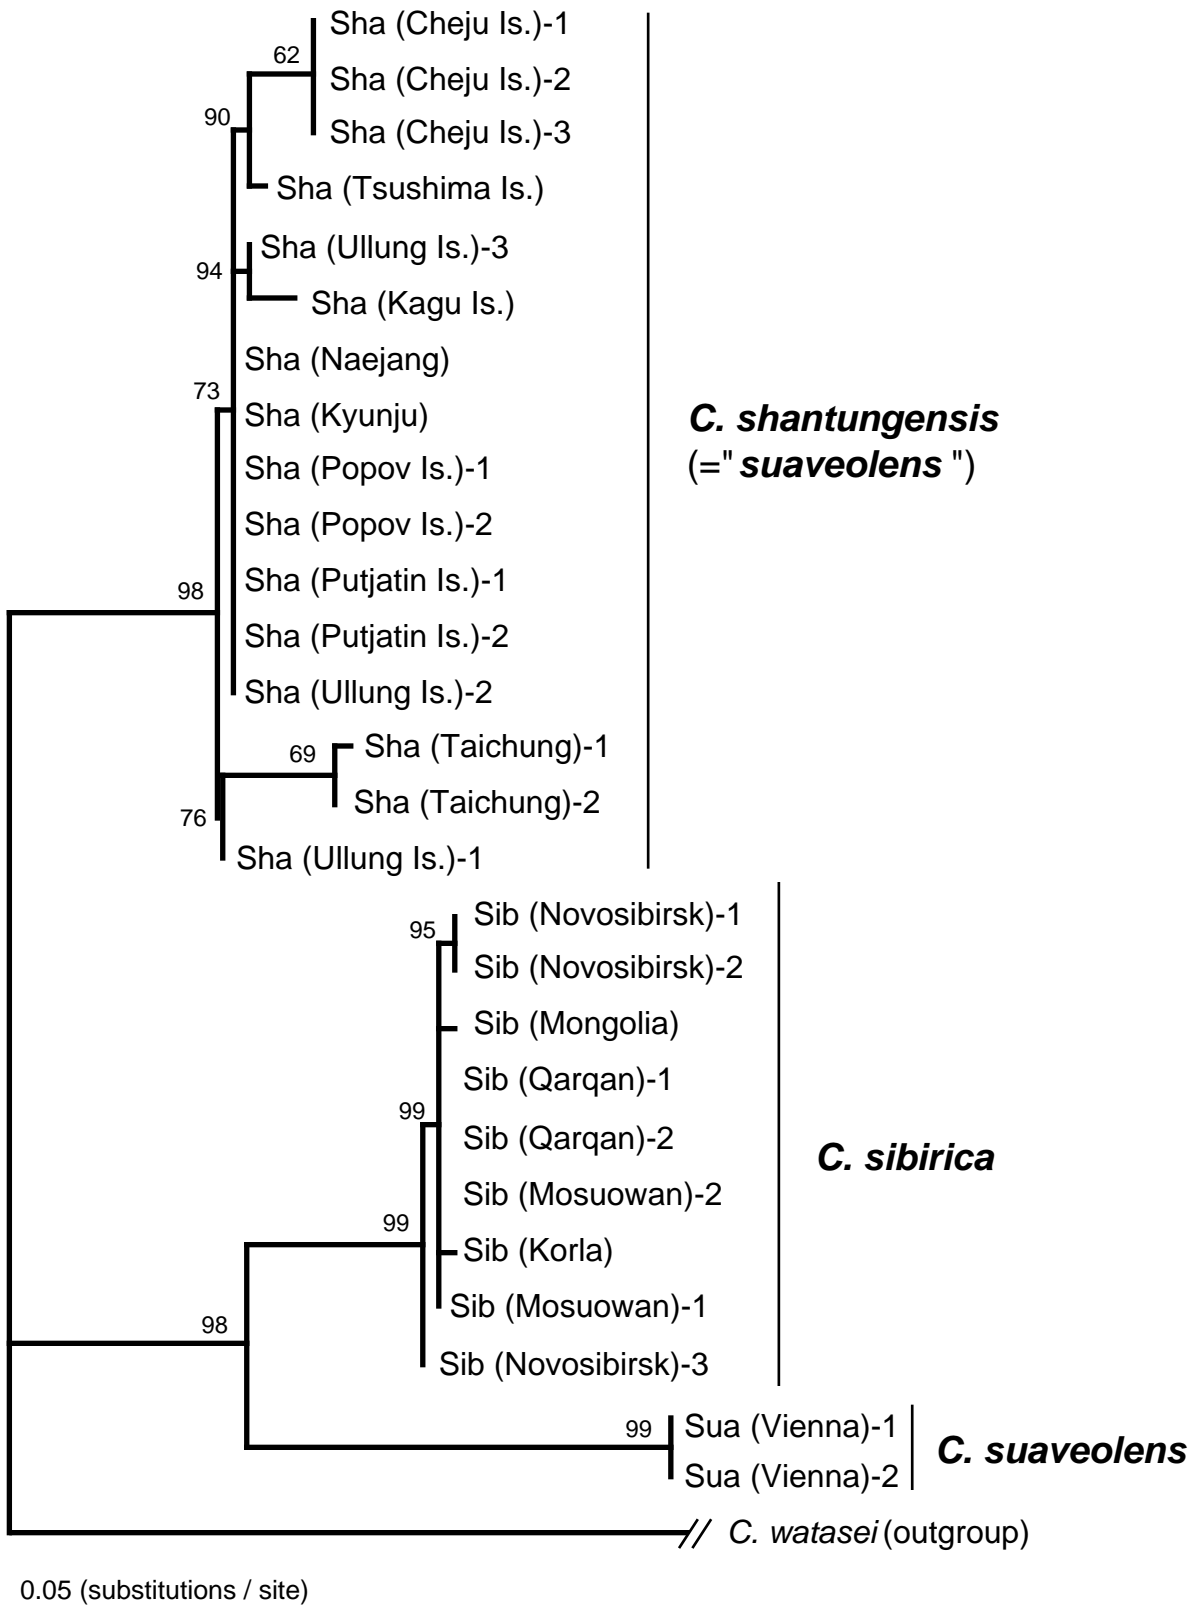 Sha (Cheju Is.)-1
62
Sha (Cheju Is.)-2
90
Sha (Cheju Is.)-3
Sha (Tsushima Is.)
Sha (Ullung Is.)-3
94
Sha (Kagu Is.)
Sha (Naejang)
73
Sha (Kyunju)
C. shantungensis
(=" suaveolens ")
Sha (Popov Is.)-1
Sha (Popov Is.)-2
Sha (Putjatin Is.)-1
98
Sha (Putjatin Is.)-2
Sha (Ullung Is.)-2
69
Sha (Taichung)-1
Sha (Taichung)-2
76
Sha (Ullung Is.)-1
Sib (Novosibirsk)-1
95
Sib (Novosibirsk)-2
Sib (Mongolia)
Sib (Qarqan)-1
99
Sib (Qarqan)-2
C. sibirica
Sib (Mosuowan)-2
99
Sib (Korla)
Sib (Mosuowan)-1
98
Sib (Novosibirsk)-3
99
Sua (Vienna)-1
C. suaveolens
Sua (Vienna)-2
C. watasei (outgroup)
0.05 (substitutions / site)